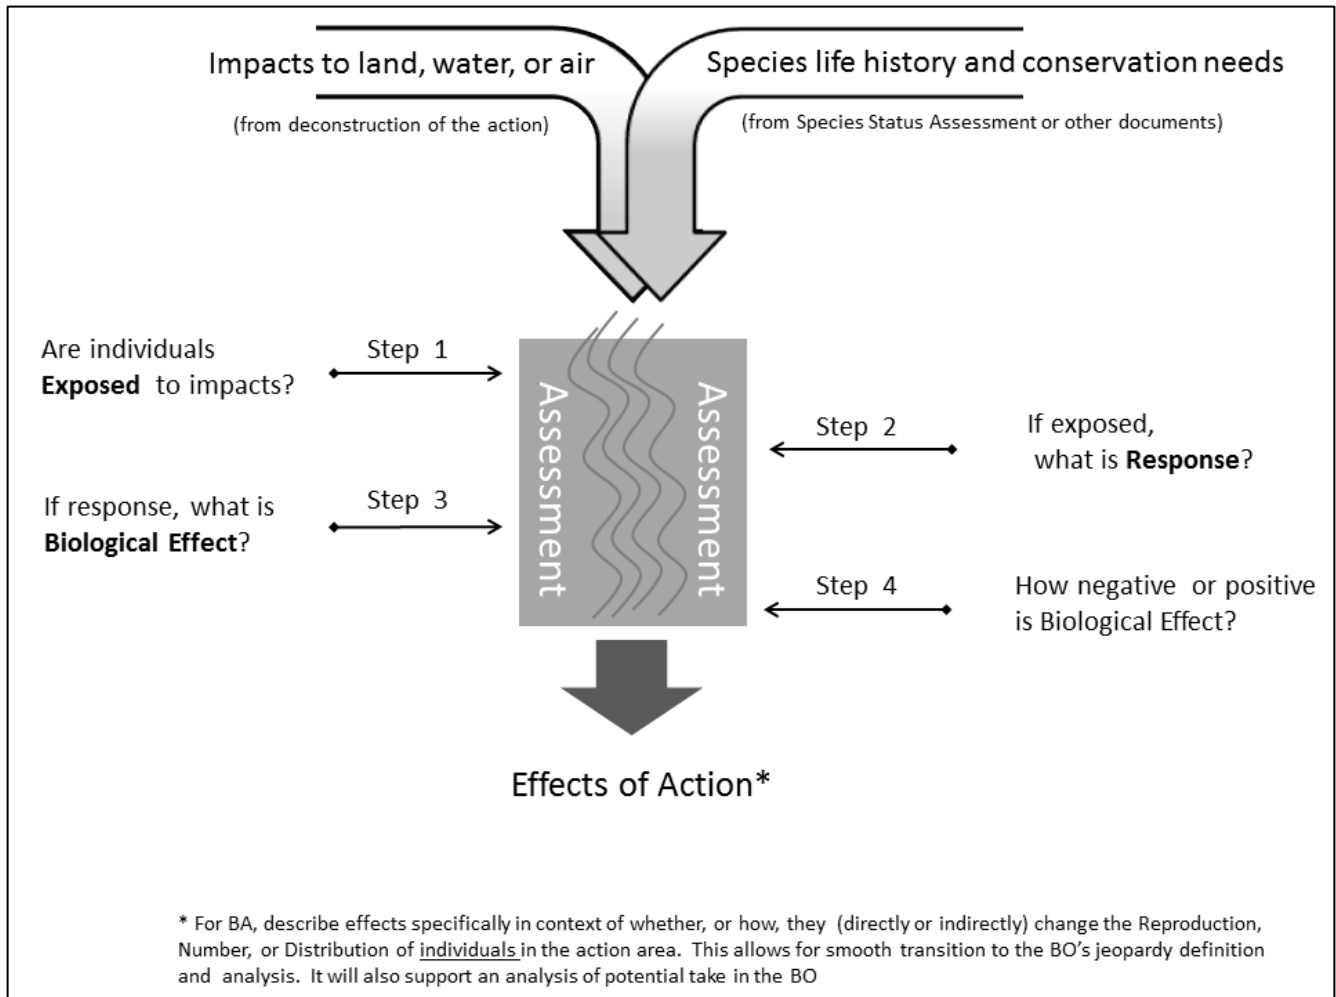 Impacts to land, water, or air
(from deconstruction of the action)
Species life history and conservation needs
(from Species Status Assessment or other documents)
Are individuals
Exposed to impacts?
Step 1
Assessment
Assessment
Step 2
If exposed,
what is Response?
If response, what is
Biological Effect?
Step 3
Step 4
How negative or positive
is Biological Effect?
Effects of Action*
* For BA, describe effects specifically in context of whether, or how, they (directly or indirectly) change the Reproduction,
Number, or Distribution of individuals in the action area. This allows for smooth transition to the BO’s jeopardy definition
and analysis. It will also support an analysis of potential take in the BO